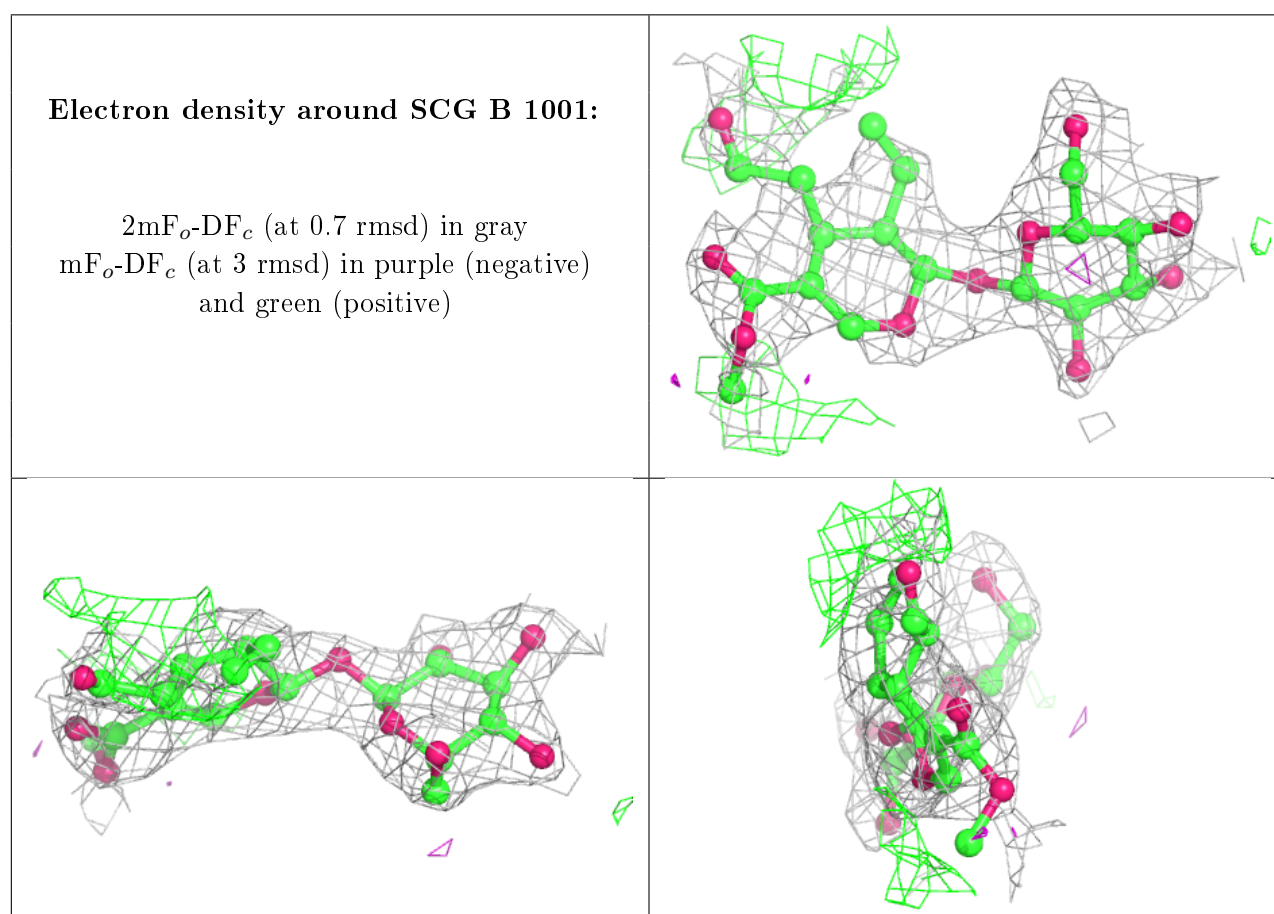 Electron density around SCG B 1001:
2mFₒ-DF𝒸 (at 0.7 rmsd) in gray
mFₒ-DF𝒸 (at 3 rmsd) in purple (negative)
and green (positive)